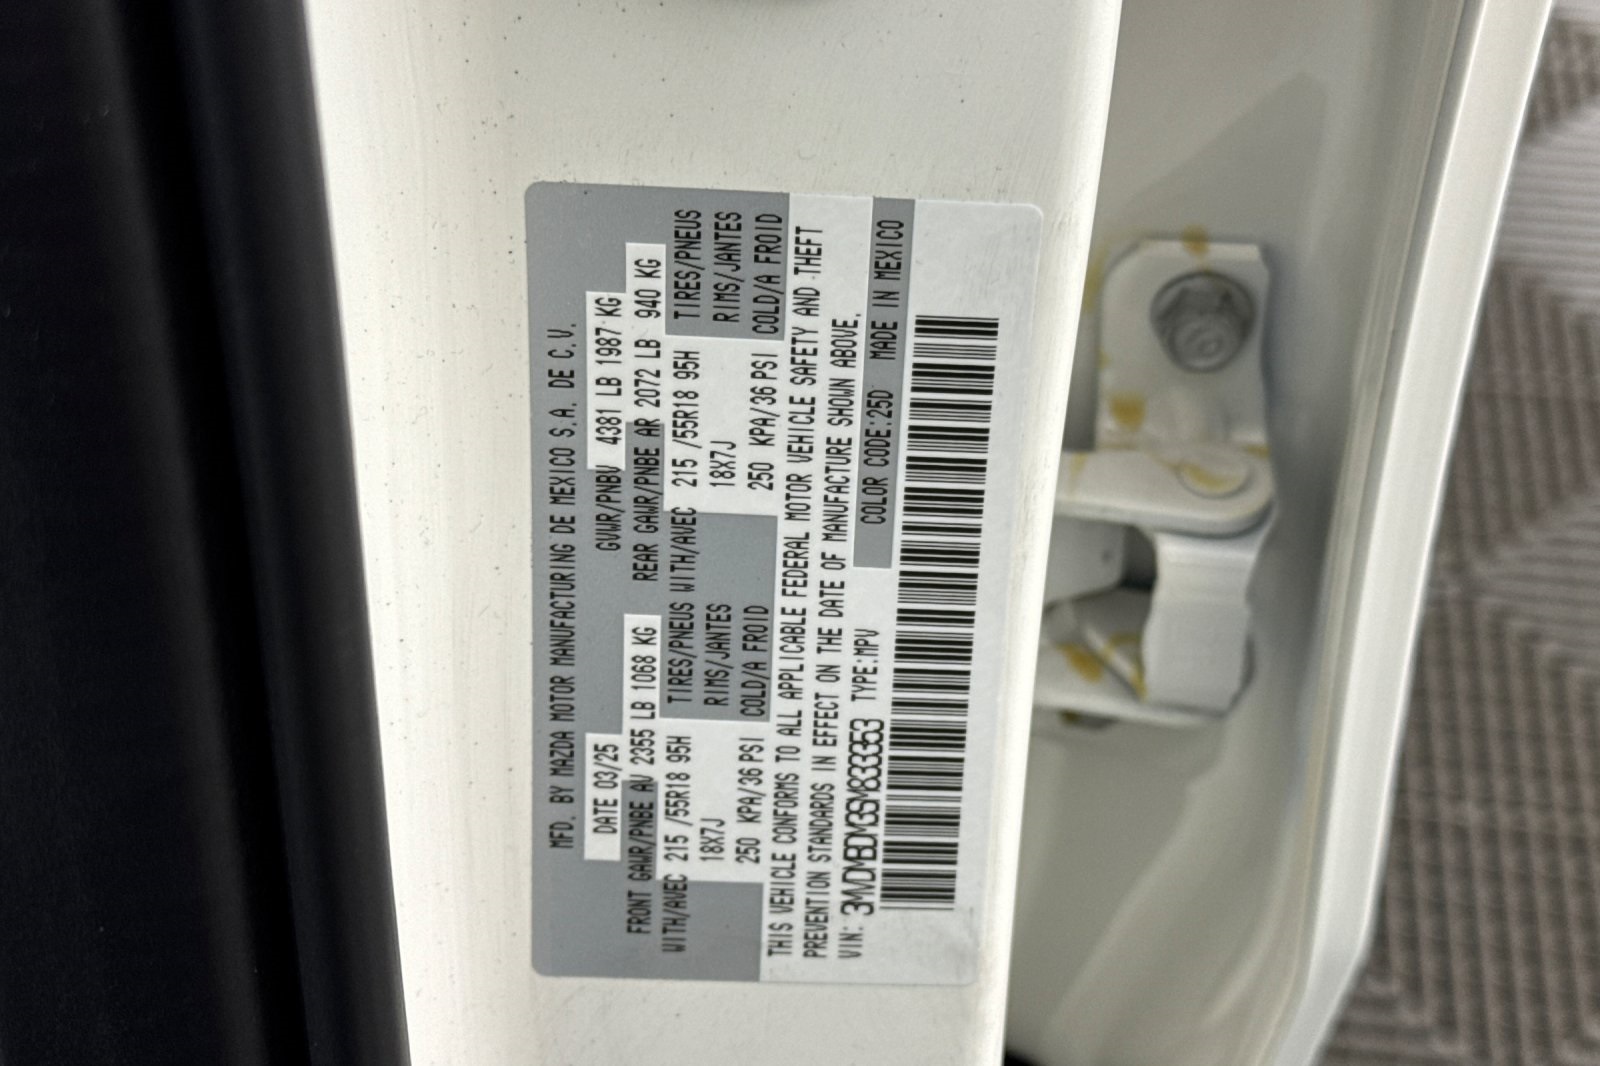 MFD. BY MAZDA MOTOR MANUFACTURING DE MEXICO S.A. DE C.V.
DATE 03/25 GVWR/PNBV 4381 LB 1987 KG
FRONT GAWR/PNBE AV 2355 LB 1068 KG REAR GAWR/PNBE AR 2072 LB 940 KG
WITH/AVEC 215 /55R18 95H TIRES/PNEUS WITH/AVEC 215 /55R18 95H TIRES/PNEUS
18X7J RIMS/JANTES 18X7J RIMS/JANTES
250 KPA/36 PSI COLD/A FROID 250 KPA/36 PSI COLD/A FROID
THIS VEHICLE CONFORMS TO ALL APPLICABLE FEDERAL MOTOR VEHICLE SAFETY AND THEFT
PREVENTION STANDARDS IN EFFECT ON THE DATE OF MANUFACTURE SHOWN ABOVE.
VIN: 3MVDMBDM3SM833353 TYPE:MPV COLOR CODE:25D MADE IN MEXICO